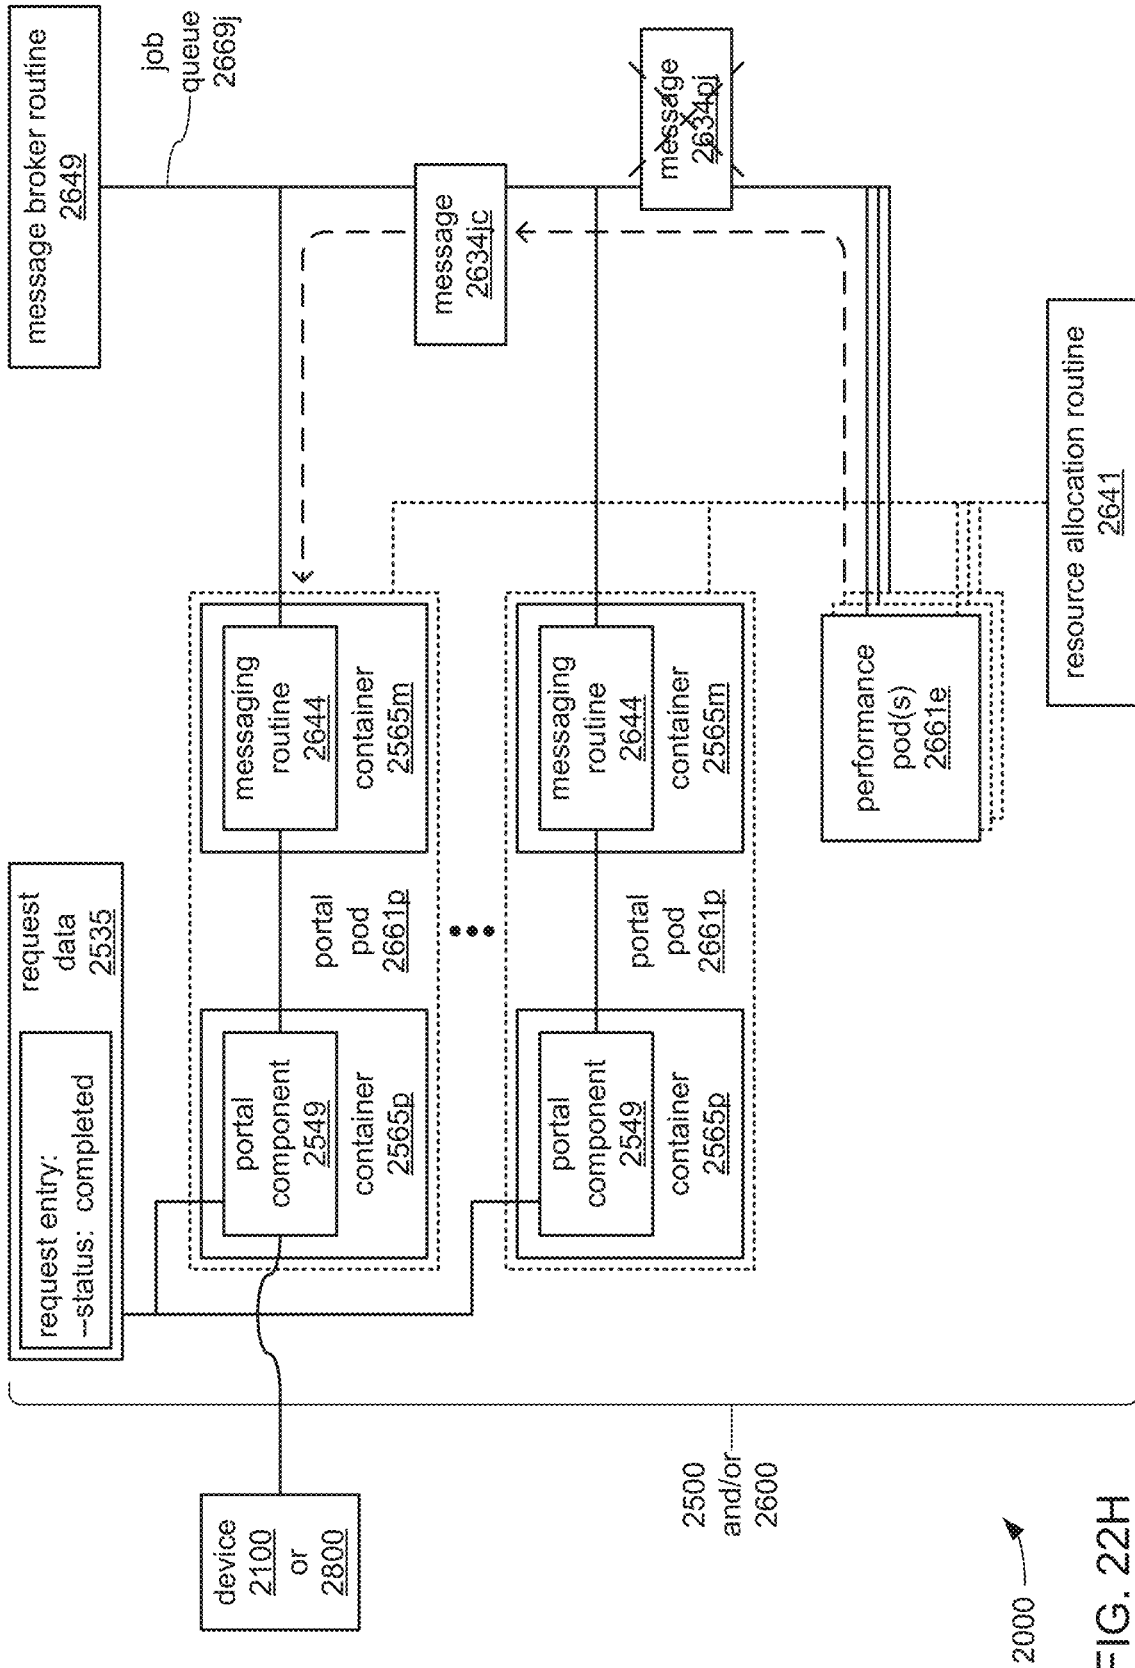 message broker routine
2649
job
queue
2669j
request entry:
--status:  completed
request
data
2535
device
2100
or
2800
portal
component
2549
container
2565p
portal
pod
2661p
messaging
routine
2644
container
2565m
message
2634jc
message
2634pj
portal
component
2549
container
2565p
portal
pod
2661p
messaging
routine
2644
container
2565m
performance
pod(s)
2661e
resource allocation routine
2641
2500
and/or
2600
2000
FIG. 22H